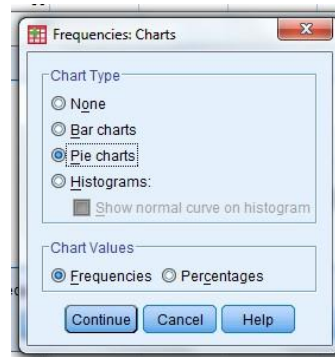 Frequencies: Charts
Chart Type
None
Bar charts
Pie charts
Histograms:
Show normal curve on histogram
Chart Values
Frequencies Percentages
Continue Cancel Help